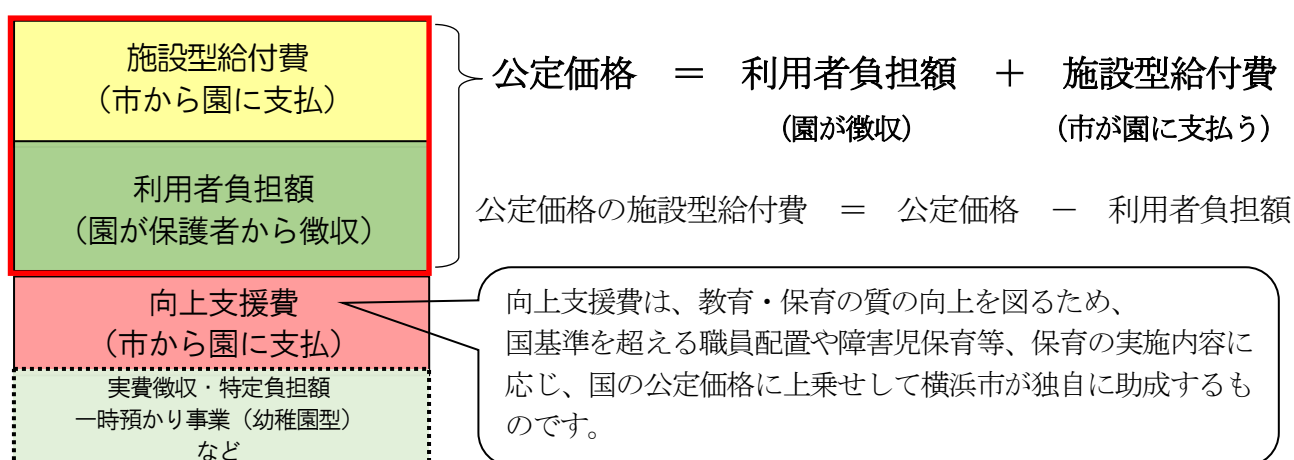 施設型給付費
（市から園に支払）
利用者負担額
（園が保護者から徴収）
向上支援費
（市から園に支払）
実費徴収・特定負担額
一時預かり事業（幼稚園型）
など
公定価格　＝　利用者負担額　＋　施設型給付費
（園が徴収）　（市が園に支払う）
公定価格の施設型給付費　＝　公定価格　－　利用者負担額
向上支援費は、教育・保育の質の向上を図るため、
国基準を超える職員配置や障害児保育等、保育の実施内容に
応じ、国の公定価格に上乗せして横浜市が独自に助成するも
のです。